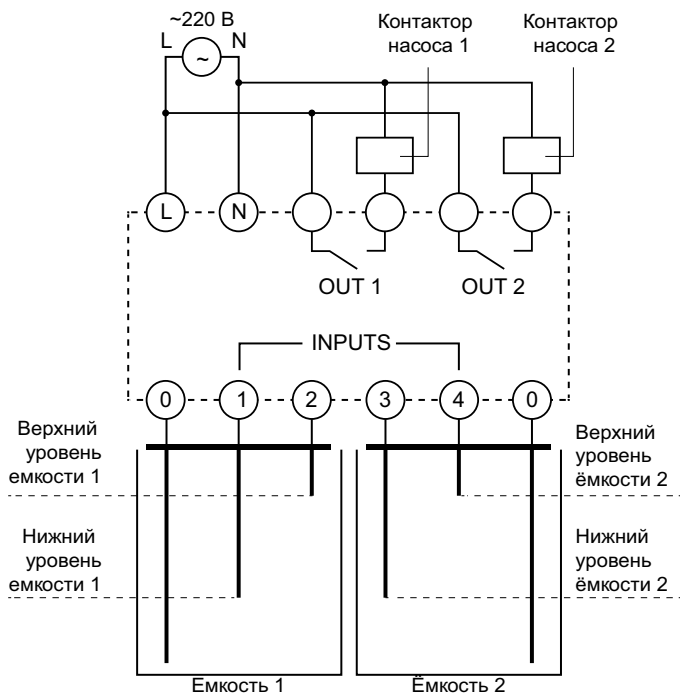 ~220 В
L N
~
Контактор
насоса 1
Контактор
насоса 2
L N
OUT 1 OUT 2
INPUTS
0 1 2 3 4 0
Верхний
уровень
емкости 1
Верхний
уровень
ёмкости 2
Нижний
уровень
емкости 1
Нижний
уровень
ёмкости 2
Емкость 1 Ёмкость 2